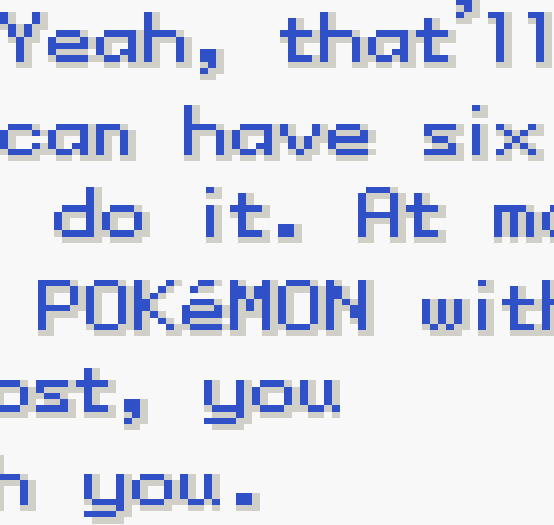 Yeah, that'll
can have six
do it. At mo
POKéMON with
ost, you
h you.